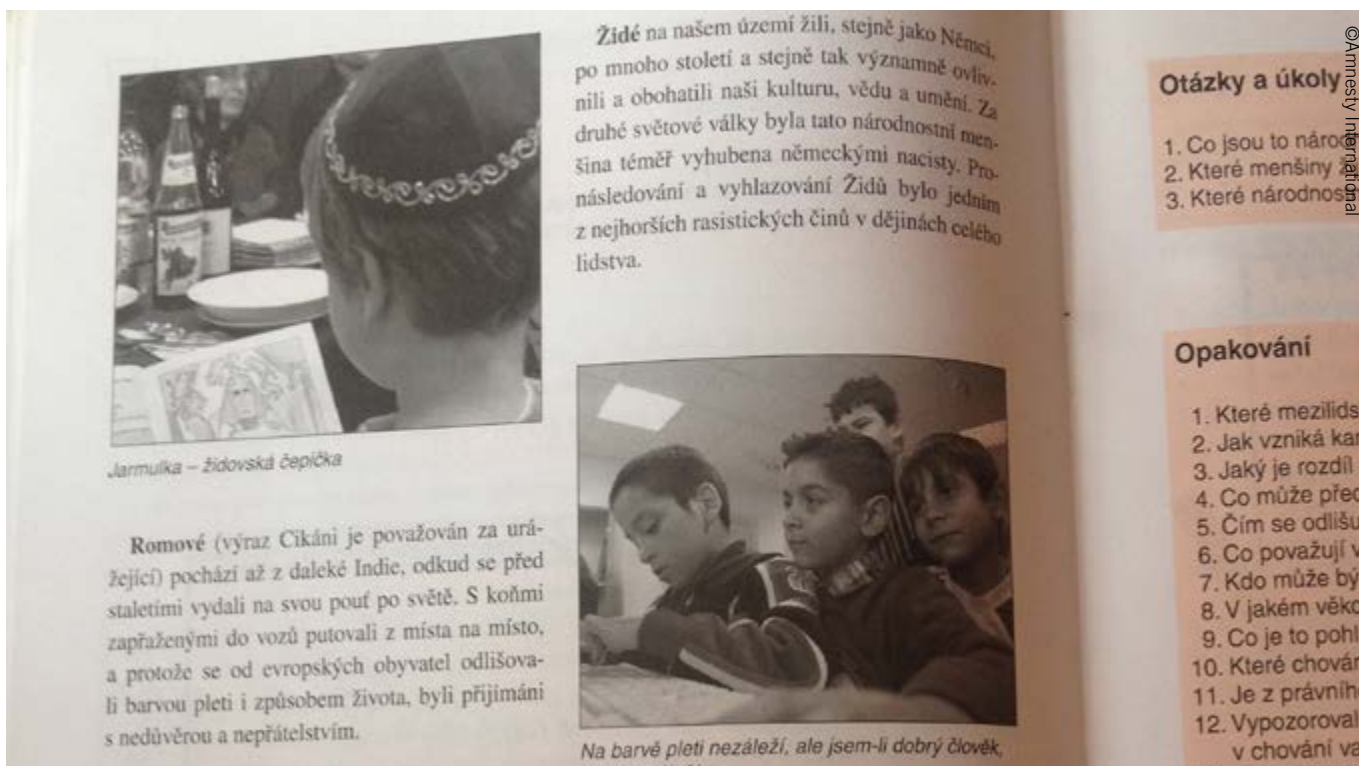 Jarmulka – židovská čepička
Romové (výraz Cikáni je považován za urá-
žející) pochází až z daleké Indie, odkud se před
staletími vydali na svou pouť po světě. S koňmi
zapřaženými do vozů putovali z místa na místo,
a protože se od evropských obyvatel odlišova-
li barvou pleti i způsobem života, byli přijímáni
s nedůvěrou a nepřátelstvím.
Židé na našem území žili, stejně jako Němci,
po mnoho století a stejně tak významně ovliv-
nili a obohatili naši kulturu, vědu a umění. Za
druhé světové války byla tato národnostní men-
šina téměř vyhubena německými nacisty. Pro-
následování a vyhlazování Židů bylo jedním
z nejhorších rasistických činů v dějinách celého
lidstva.
Na barvě pleti nezáleží, ale jsem-li dobrý člověk,
Otázky a úkoly
1. Co jsou to národ
2. Které menšiny ž
3. Které národnost
Opakování
1. Které mezilids
2. Jak vzniká kar
3. Jaký je rozdíl
4. Co může před
5. Čím se odlišu
6. Co považují v
7. Kdo může bý
8. V jakém věko
9. Co je to pohl
10. Které chován
11. Je z právního
12. Vypozoroval
v chování va
©Amnesty International